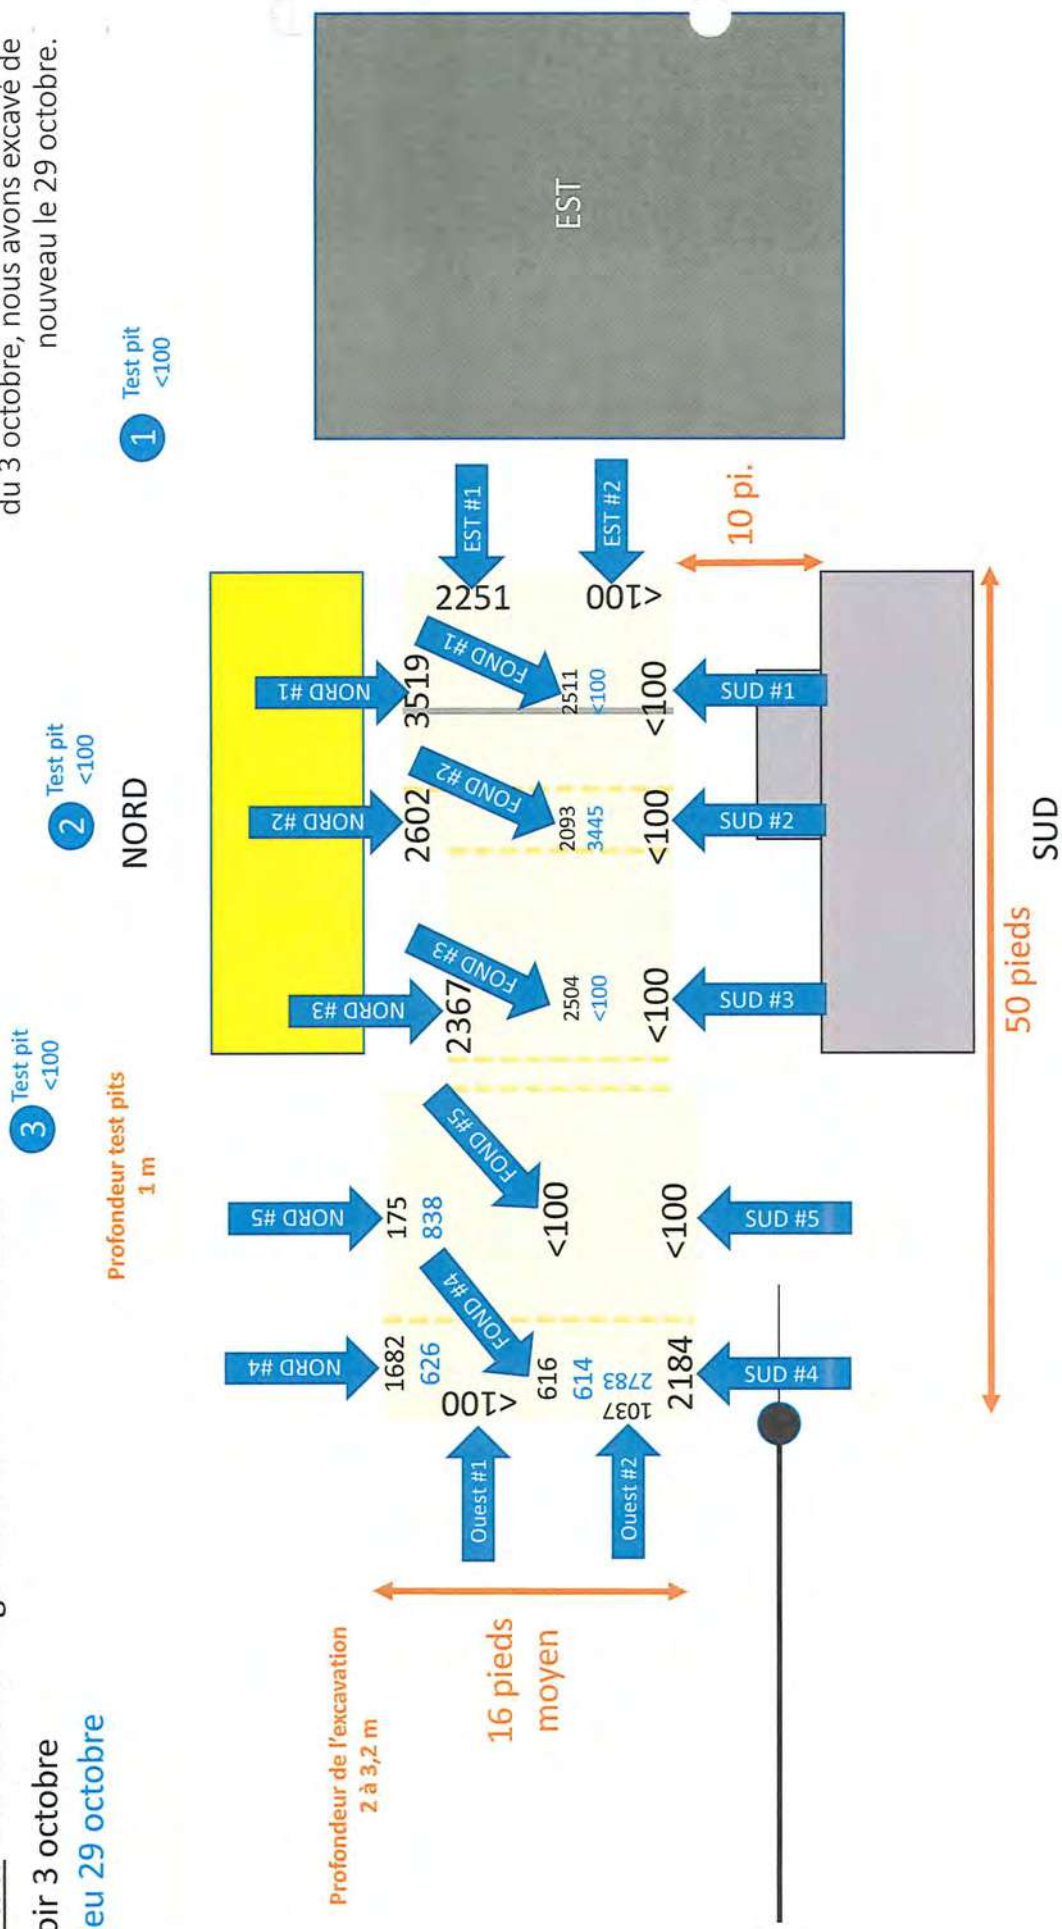 du 3 octobre, nous avons excavé de
nouveau le 29 octobre.
3 octobre
29 octobre
1
Test pit
<100
2
Test pit
<100
3
Test pit
<100
Profondeur test pits
1 m
NORD
EST
NORD #4
NORD #5
NORD #3
NORD #2
NORD #1
1682
626
175
838
2367
2602
3519
FOND #4
FOND #5
FOND #3
FOND #2
FOND #1
616
614
<100
2504
<100
2093
3445
2511
<100
Ouest #1
<100
Ouest #2
1037
2783
EST #1
2251
EST #2
<100
2184
<100
<100
<100
<100
SUD #4
SUD #5
SUD #3
SUD #2
SUD #1
Profondeur de l'excavation
2 à 3,2 m
16 pieds
moyen
10 pi.
50 pieds
SUD